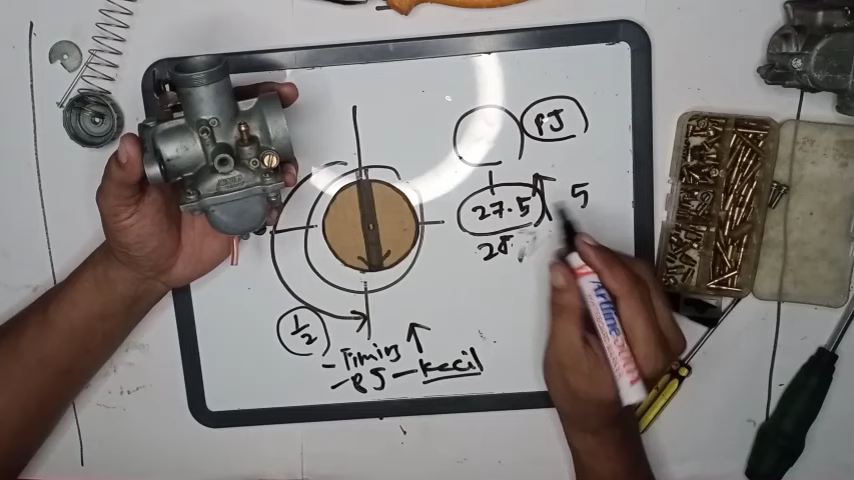 PJ
27.5
5
28
1/2
- Timing
- PJ - Kecil
Artline